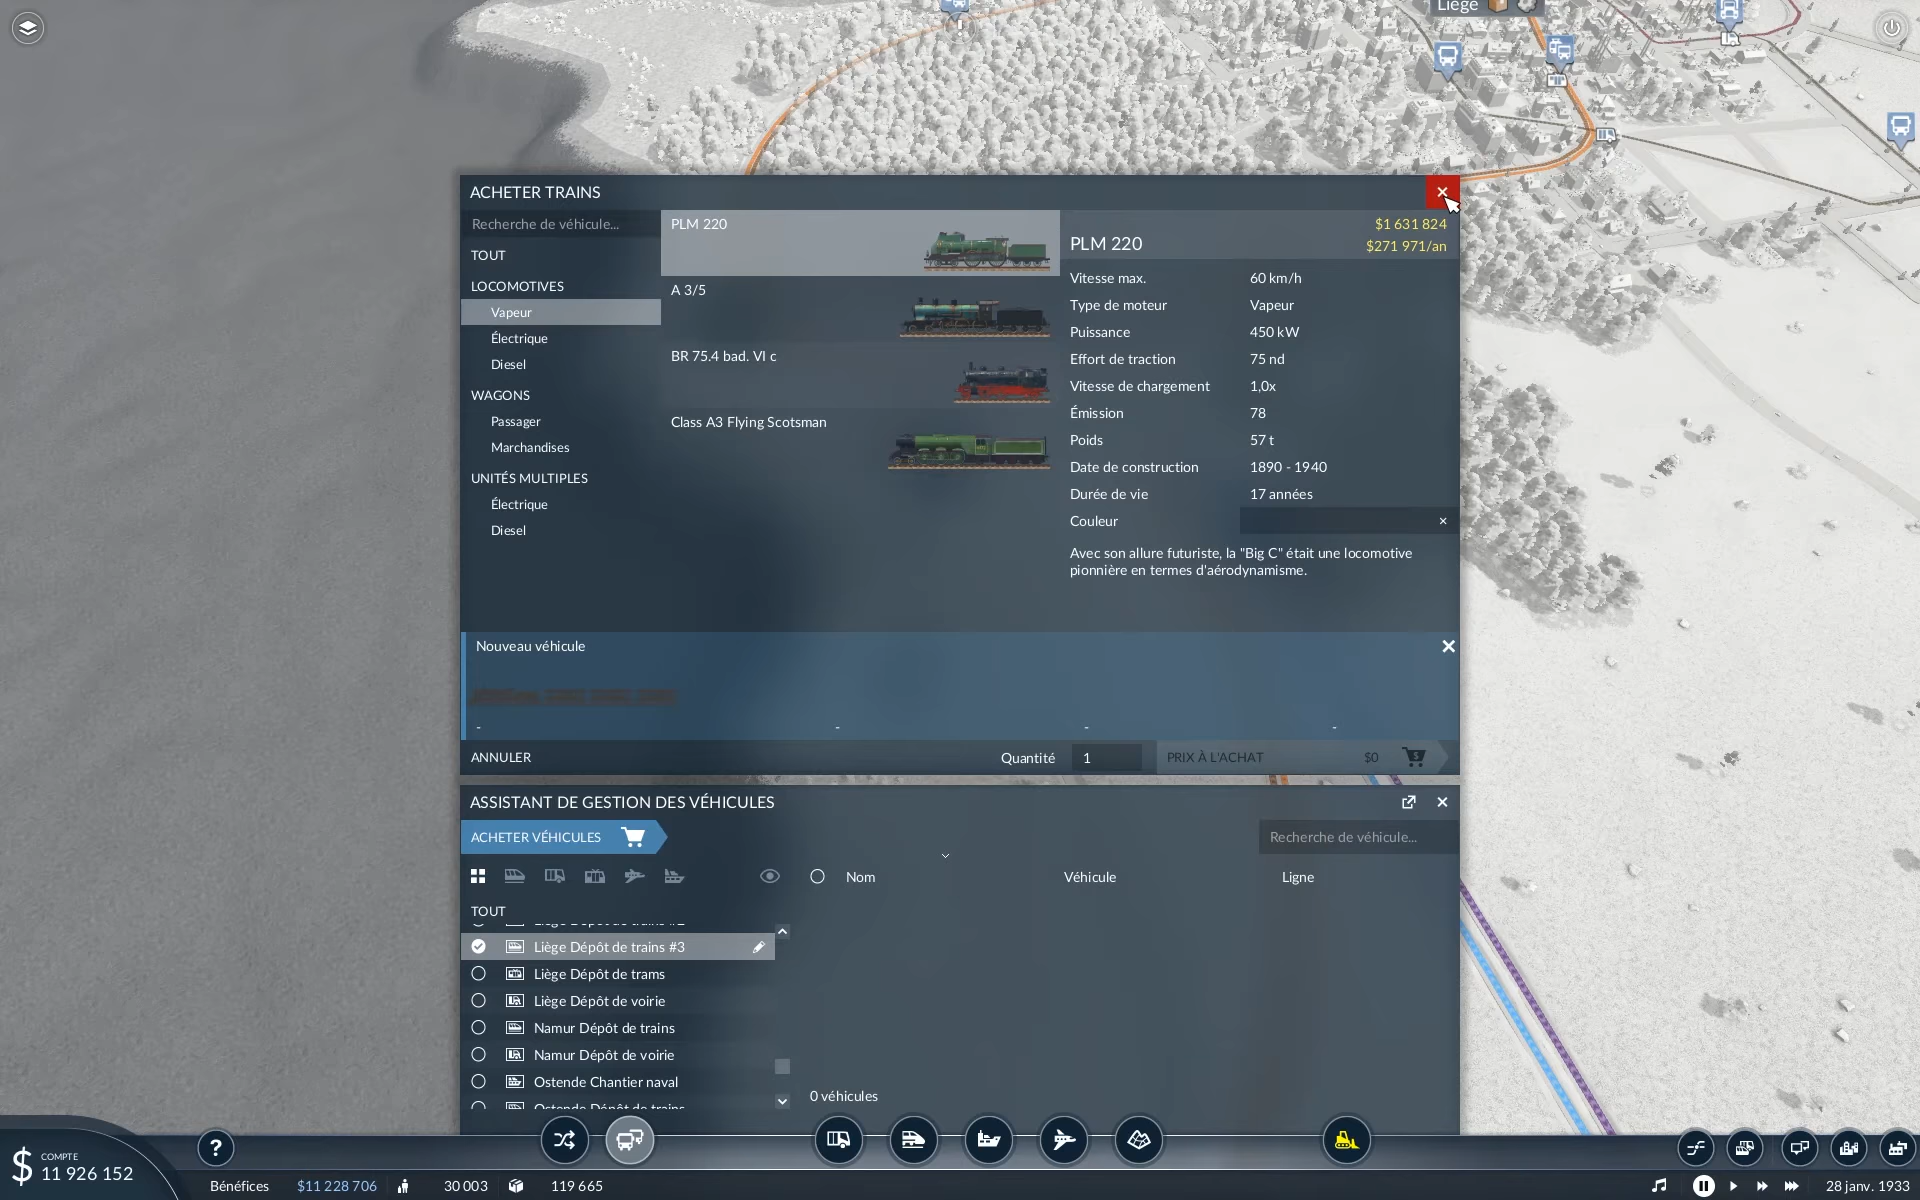 Liège
ACHETER TRAINS
Recherche de véhicule...
TOUT
LOCOMOTIVES
Vapeur
Électrique
Diesel
WAGONS
Passager
Marchandises
UNITÉS MULTIPLES
Électrique
Diesel
PLM 220
A 3/5
BR 75.4 bad. VI c
Class A3 Flying Scotsman
$1 631 824
PLM 220
$271 971/an
Vitesse max. 60 km/h
Type de moteur Vapeur
Puissance 450 kW
Effort de traction 75 nd
Vitesse de chargement 1,0x
Émission 78
Poids 57 t
Date de construction 1890 - 1940
Durée de vie 17 années
Couleur
Avec son allure futuriste, la "Big C" était une locomotive
pionnière en termes d'aérodynamisme.
Nouveau véhicule
- - - -
ANNULER Quantité 1 PRIX À L'ACHAT $0
ASSISTANT DE GESTION DES VÉHICULES
ACHETER VÉHICULES Recherche de véhicule...
Nom Véhicule Ligne
TOUT
Liège Dépôt de trains #3
Liège Dépôt de trams
Liège Dépôt de voirie
Namur Dépôt de trains
Namur Dépôt de voirie
Ostende Chantier naval
Ostende Dépôt de trains
0 véhicules
?
$ COMPTE
11 926 152
Bénéfices $11 228 706 30 003 119 665 28 janv. 1933